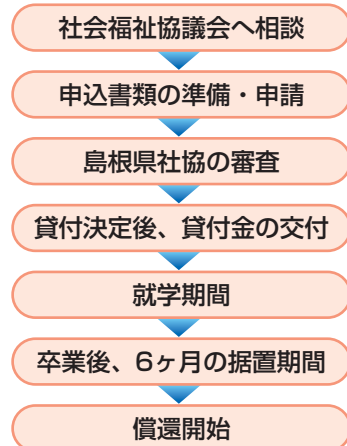 社会福祉協議会へ相談
申込書類の準備・申請
島根県社協の審査
貸付決定後、貸付金の交付
就学期間
卒業後、6ヶ月の据置期間
償還開始